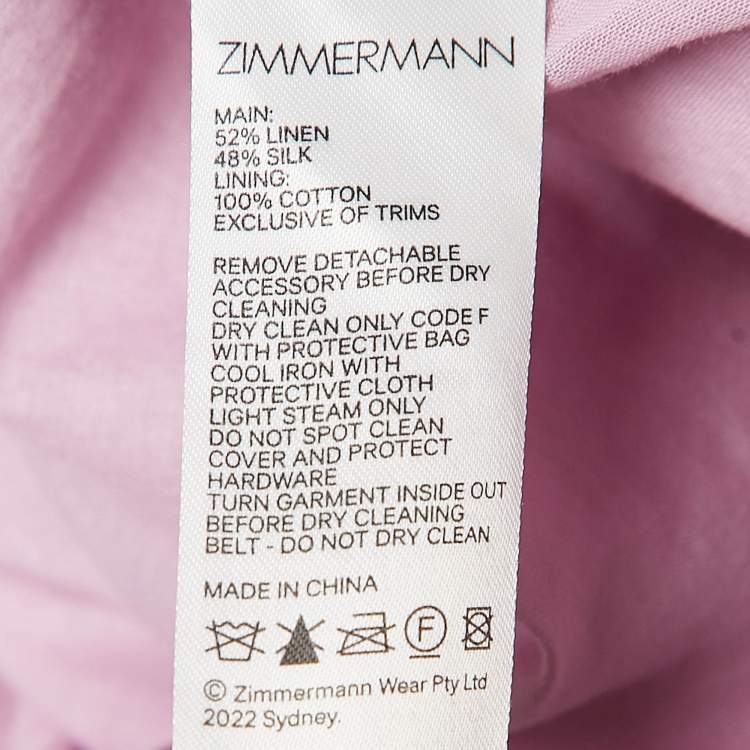 ZIMMERMANN
MAIN:
52% LINEN
48% SILK
LINING:
100% COTTON
EXCLUSIVE OF TRIMS
REMOVE DETACHABLE
ACCESSORY BEFORE DRY
CLEANING
DRY CLEAN ONLY CODE F
WITH PROTECTIVE BAG
COOL IRON WITH
PROTECTIVE CLOTH
LIGHT STEAM ONLY
DO NOT SPOT CLEAN
COVER AND PROTECT
HARDWARE
TURN GARMENT INSIDE OUT
BEFORE DRY CLEANING
BELT - DO NOT DRY CLEAN
MADE IN CHINA
F
© Zimmermann Wear Pty Ltd
2022 Sydney.